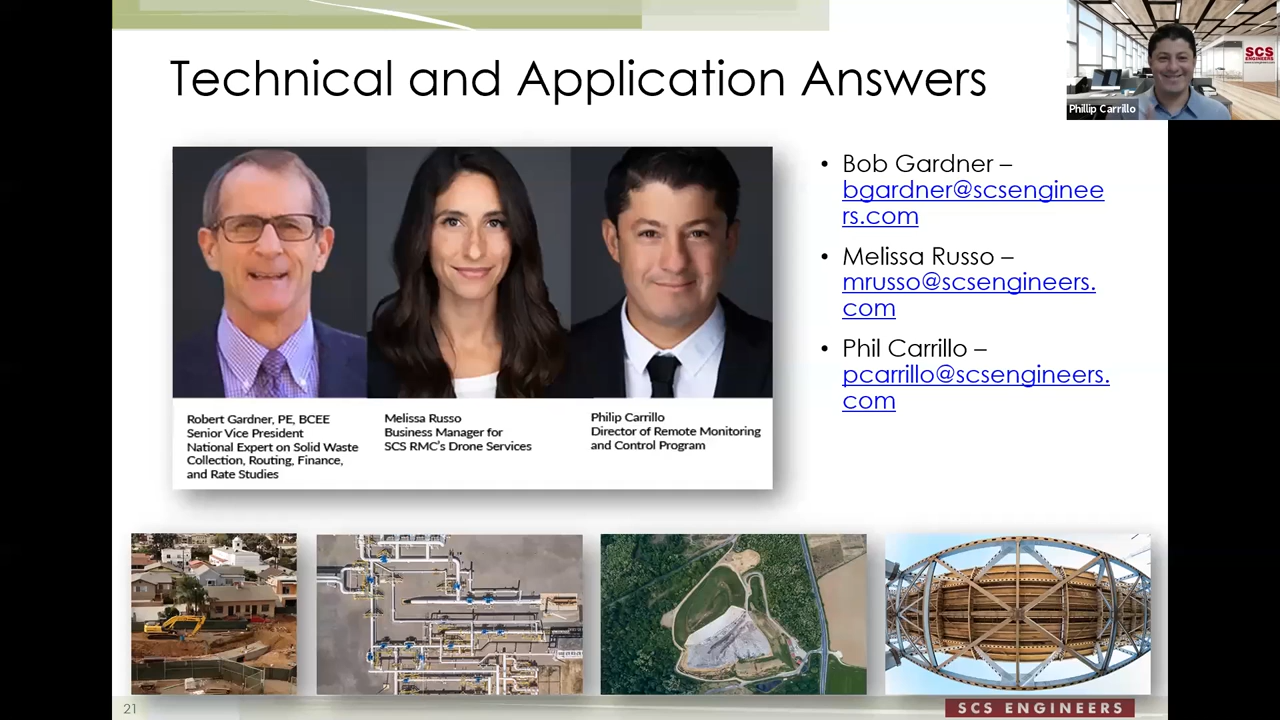 Technical and Application Answers
SCS
ENGINEERS
Phillip Carrillo
• Bob Gardner –
bgardner@scsenginee
rs.com
• Melissa Russo –
mrusso@scsengineers.
com
• Phil Carrillo –
pcarrillo@scsengineers.
com
Robert Gardner, PE, BCEE
Senior Vice President
National Expert on Solid Waste
Collection, Routing, Finance,
and Rate Studies
Melissa Russo
Business Manager for
SCS RMC's Drone Services
Philip Carrillo
Director of Remote Monitoring
and Control Program
21
SCS ENGINEERS